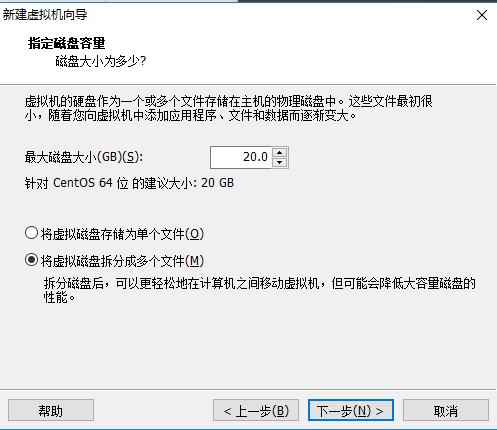 新建虚拟机向导
指定磁盘容量
磁盘大小为多少?
虚拟机的硬盘作为一个或多个文件存储在主机的物理磁盘中。这些文件最初很
小，随着您向虚拟机中添加应用程序、文件和数据而逐渐变大。
最大磁盘大小(GB)(S): 20.0
针对 CentOS 64 位 的建议大小: 20 GB
将虚拟磁盘存储为单个文件(O)
将虚拟磁盘拆分成多个文件(M)
拆分磁盘后，可以更轻松地在计算机之间移动虚拟机，但可能会降低大容量磁盘的
性能。
帮助 < 上一步(B) 下一步(N) > 取消